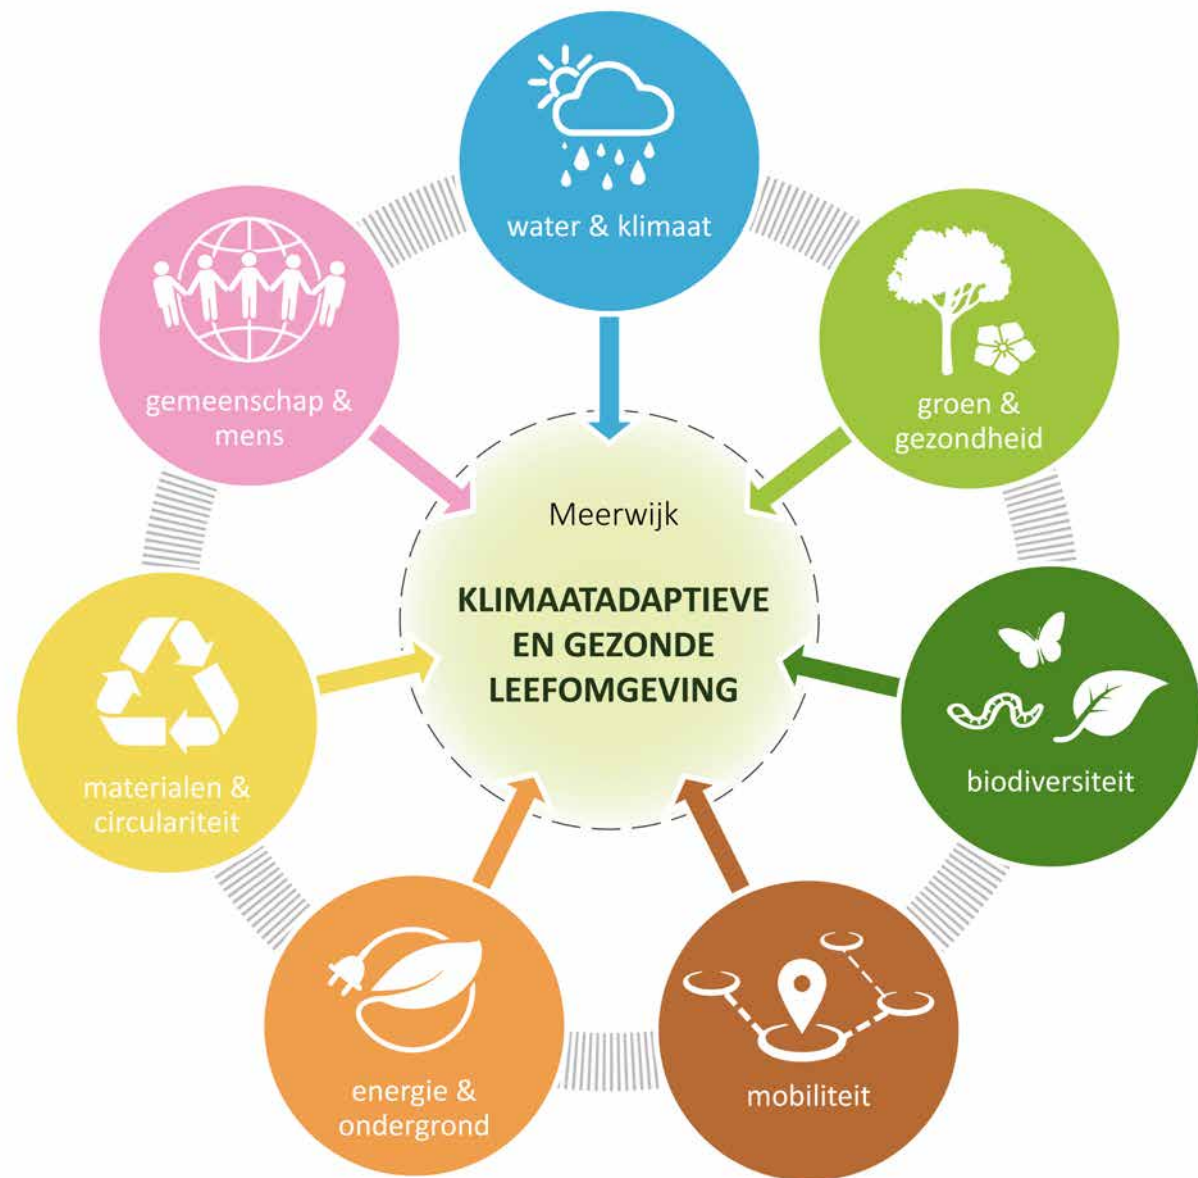 water & klimaat
groen &
gezondheid
biodiversiteit
mobiliteit
energie &
ondergrond
materialen &
circulariteit
gemeenschap &
mens
Meerwijk
KLIMAATADAPTIEVE
EN GEZONDE
LEEFOMGEVING